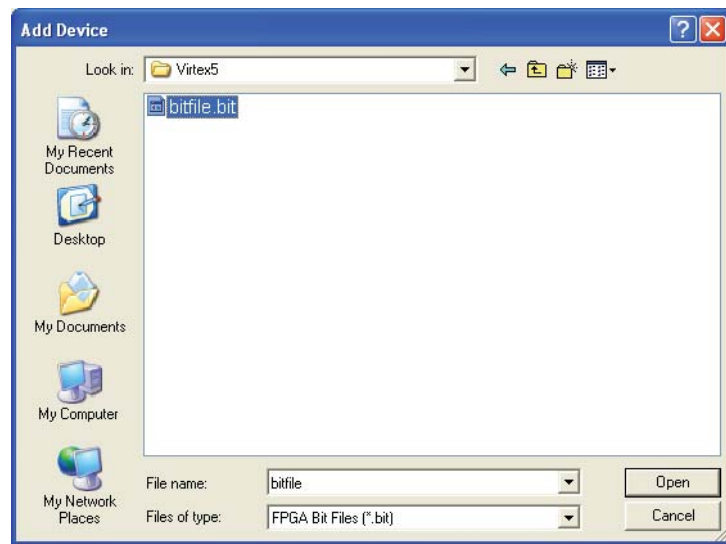 Add Device
Look in:
Virtex5
bitfile.bit
My Recent
Documents
Desktop
My Documents
My Computer
My Network
Places
File name:
bitfile
Open
Files of type:
FPGA Bit Files (*.bit)
Cancel